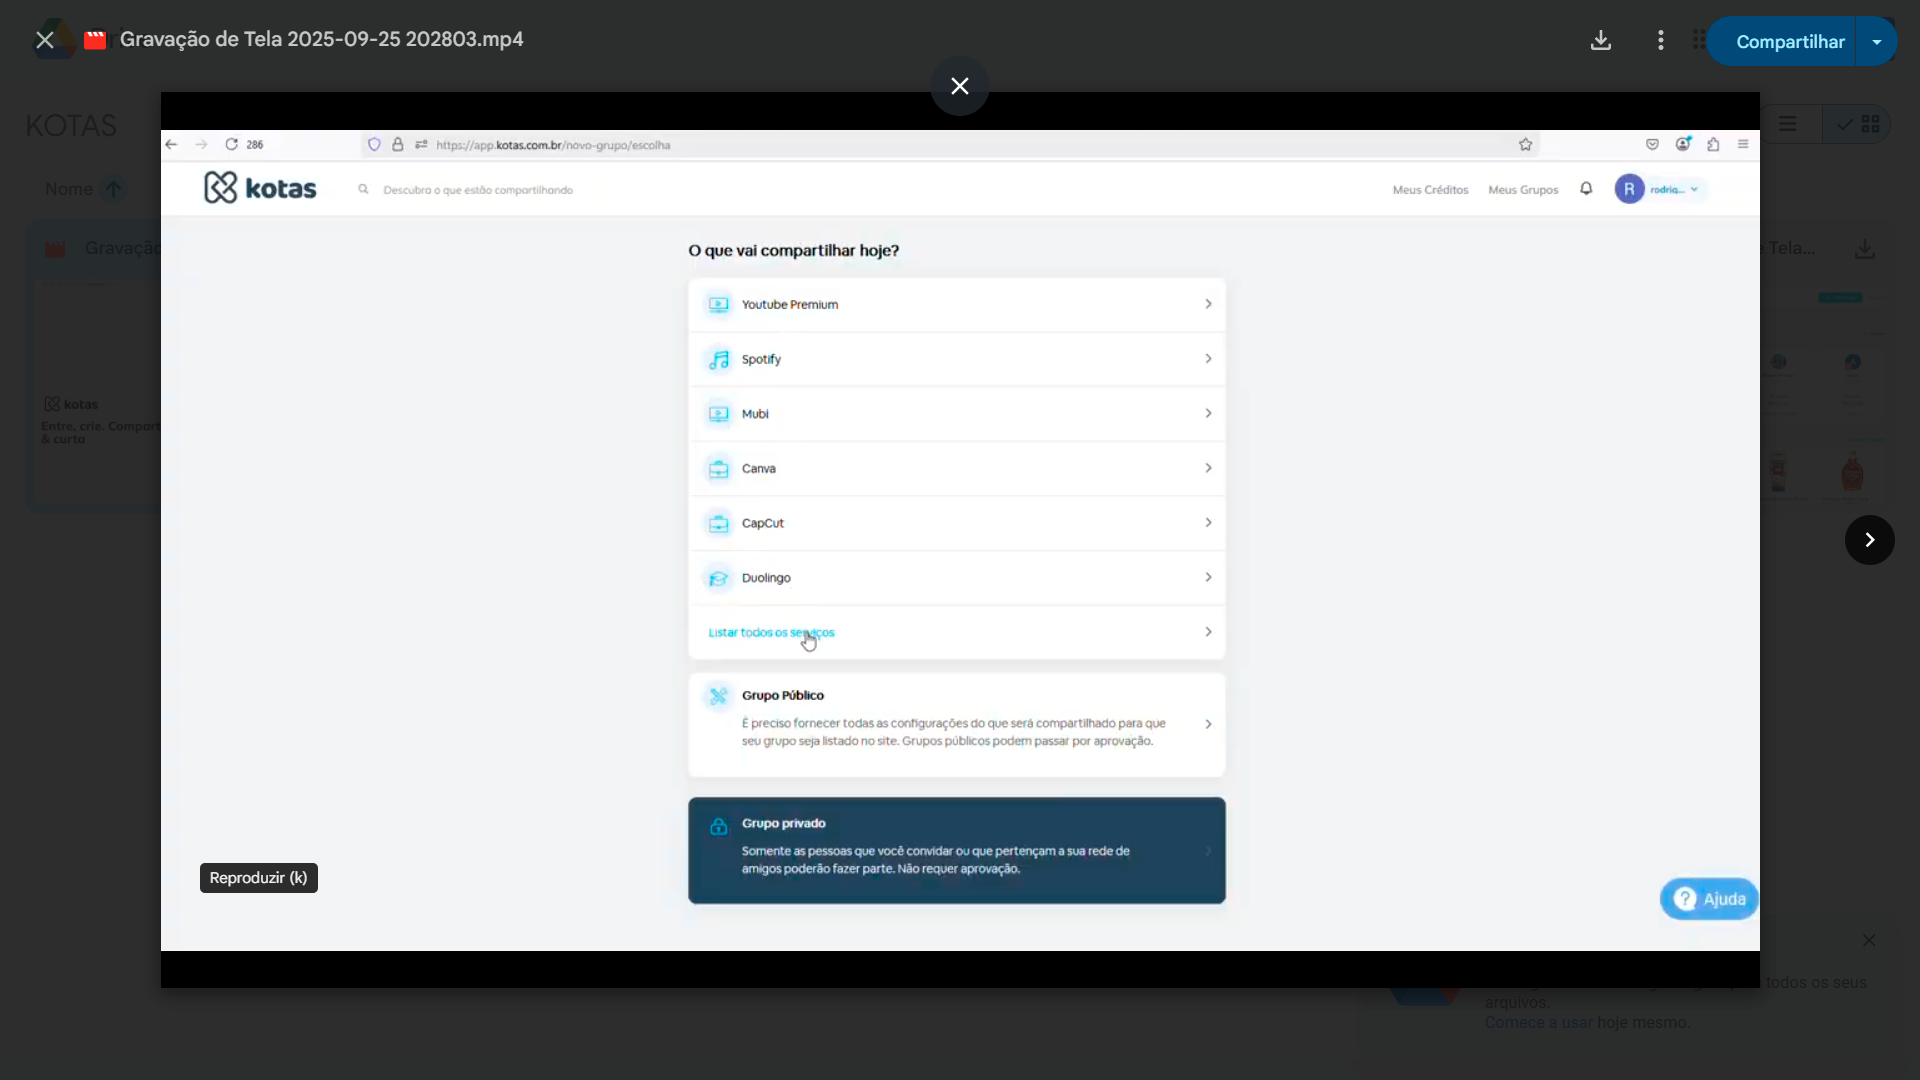 Gravação de Tela 2025-09-25 202803.mp4
Compartilhar
KOTAS
Nome
Gravação
Tela...
286
https://app.kotas.com.br/novo-grupo/escolha
kotas
Descubra o que estão compartilhando
Meus Créditos
Meus Grupos
R
rodriq...
O que vai compartilhar hoje?
Youtube Premium
Spotify
Mubi
Canva
CapCut
Duolingo
Listar todos os serviços
Grupo Público
É preciso fornecer todas as configurações do que será compartilhado para que
seu grupo seja listado no site. Grupos públicos podem passar por aprovação.
Grupo privado
Somente as pessoas que você convidar ou que pertençam a sua rede de
amigos poderão fazer parte. Não requer aprovação.
kotas
Entre, crie. Compart
& curta
Reproduzir (k)
? Ajuda
todos os seus
arquivos.
Comece a usar hoje mesmo.